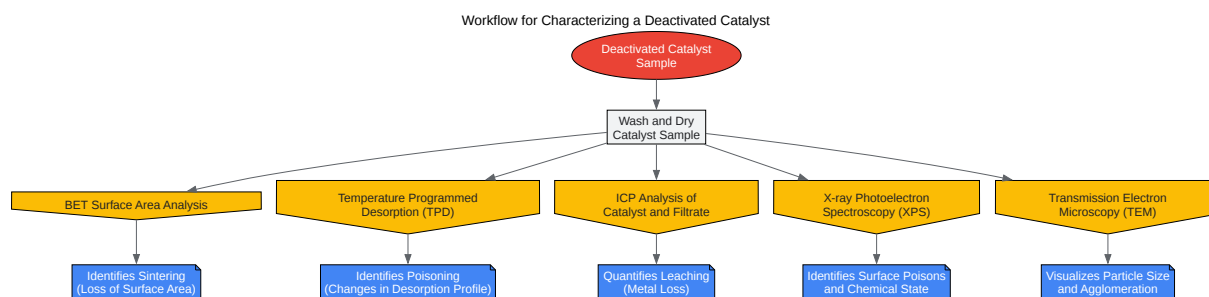 Workflow for Characterizing a Deactivated Catalyst
Deactivated Catalyst
Sample
Wash and Dry
Catalyst Sample
BET Surface Area Analysis
Temperature Programmed
Desorption (TPD)
ICP Analysis of
Catalyst and Filtrate
X-ray Photoelectron
Spectroscopy (XPS)
Transmission Electron
Microscopy (TEM)
Identifies Sintering
(Loss of Surface Area)
Identifies Poisoning
(Changes in Desorption Profile)
Quantifies Leaching
(Metal Loss)
Identifies Surface Poisons
and Chemical State
Visualizes Particle Size
and Agglomeration